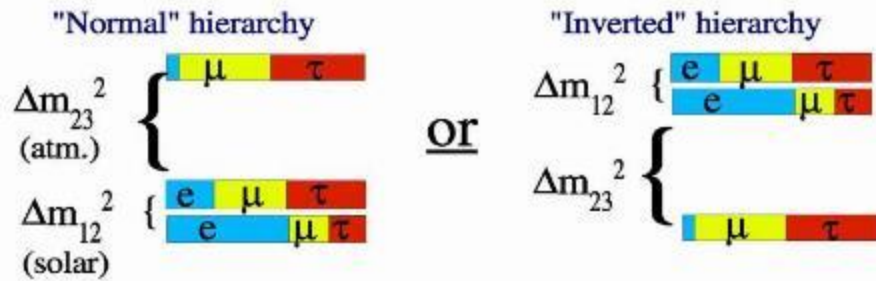 "Normal" hierarchy
μ τ
Δm₂₃²
(atm.)
e μ τ
Δm₁₂²
e μ τ
(solar)
or
"Inverted" hierarchy
e μ τ
Δm₁₂²
e μ τ
Δm₂₃²
μ τ